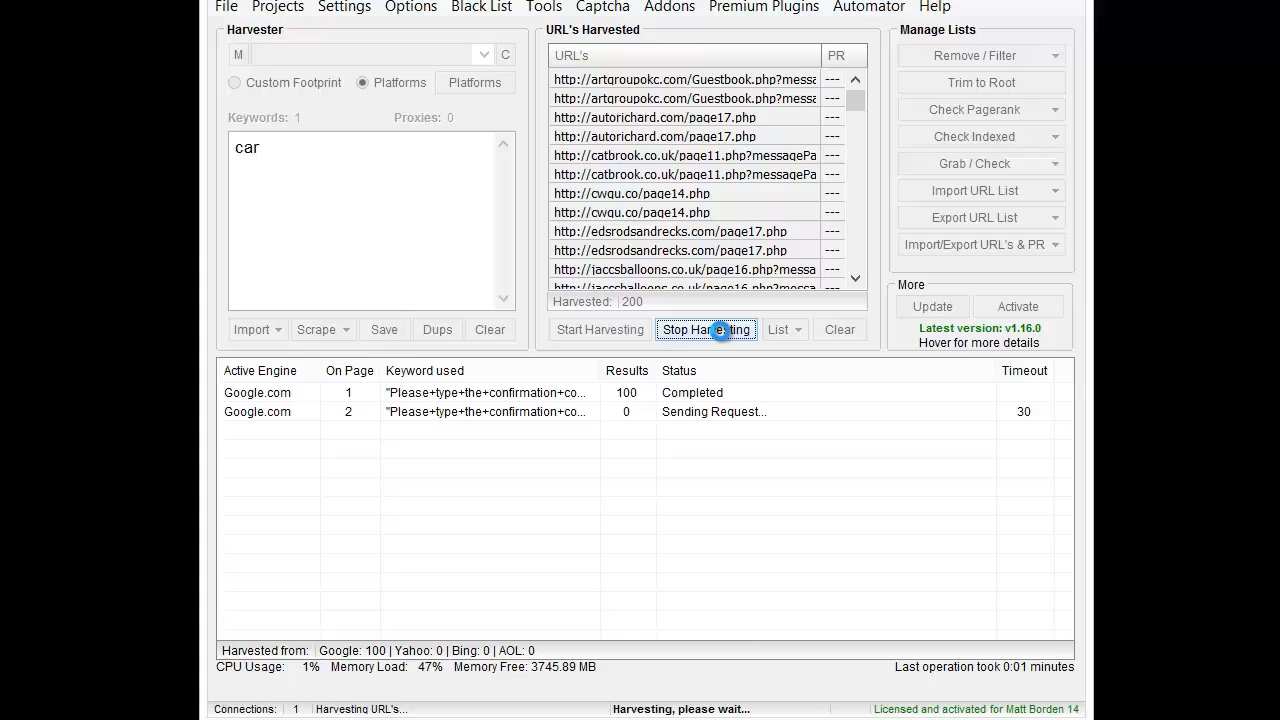 File Projects Settings Options Black List Tools Captcha Addons Premium Plugins Automator Help
Harvester
M C
Custom Footprint Platforms Platforms
Keywords: 1 Proxies: 0
car
Import Scrape Save Dups Clear
URL's Harvested
URL's PR
http://artgroupokc.com/Guestbook.php?messa ---
http://artgroupokc.com/Guestbook.php?messa ---
http://autorichard.com/page17.php ---
http://autorichard.com/page17.php ---
http://catbrook.co.uk/page11.php?messagePa ---
http://catbrook.co.uk/page11.php?messagePa ---
http://cwgu.co/page14.php ---
http://cwgu.co/page14.php ---
http://edsrodsandrecks.com/page17.php ---
http://edsrodsandrecks.com/page17.php ---
http://jaccsballoons.co.uk/page16.php?messa ---
http://jaccsballoons.co.uk/page16.php?messa
Harvested: 200
Start Harvesting Stop Harvesting List Clear
Manage Lists
Remove / Filter
Trim to Root
Check Pagerank
Check Indexed
Grab / Check
Import URL List
Export URL List
Import/Export URL's & PR
More
Update Activate
Latest version: v1.16.0
Hover for more details
Active Engine On Page Keyword used Results Status Timeout
Google.com 1 "Please+type+the+confirmation+co... 100 Completed
Google.com 2 "Please+type+the+confirmation+co... 0 Sending Request... 30
Harvested from: Google: 100 | Yahoo: 0 | Bing: 0 | AOL: 0
CPU Usage: 1% Memory Load: 47% Memory Free: 3745.89 MB Last operation took 0:01 minutes
Connections: 1 Harvesting URL's... Harvesting, please wait... Licensed and activated for Matt Borden 14